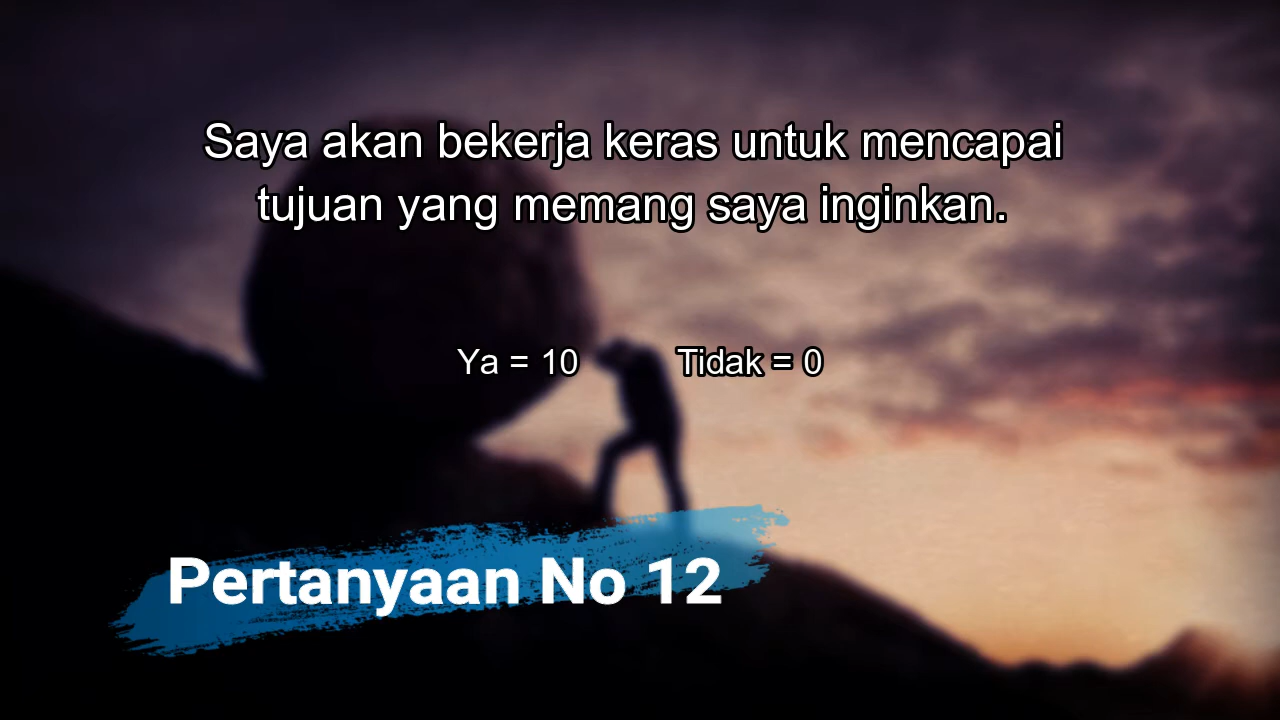 Saya akan bekerja keras untuk mencapai
tujuan yang memang saya inginkan.
Ya = 10 Tidak = 0
Pertanyaan No 12